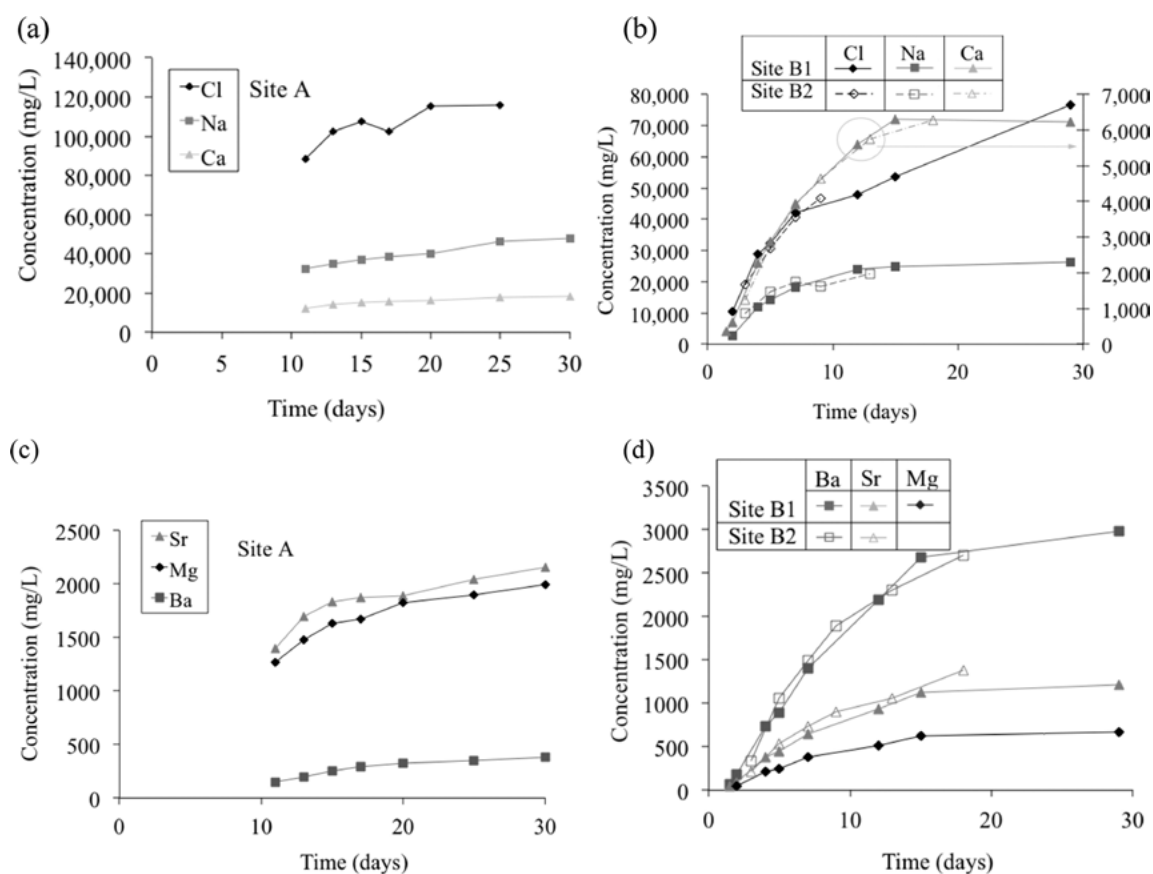 (a)
Concentration (mg/L)
140,000
120,000
100,000
80,000
60,000
40,000
20,000
0
Cl
Na
Ca
Site A
0 5 10 15 20 25 30
Time (days)
(b)
Cl Na Ca
Site B1
Site B2
Concentration (mg/L)
80,000
70,000
60,000
50,000
40,000
30,000
20,000
10,000
0
7,000
6,000
5,000
4,000
3,000
2,000
1,000
0
0 10 20 30
Time (days)
(c)
Concentration (mg/L)
2500
2000
1500
1000
500
0
Sr
Mg
Ba
Site A
0 10 20 30
Time (days)
(d)
Ba Sr Mg
Site B1
Site B2
Concentration (mg/L)
3500
3000
2500
2000
1500
1000
500
0
0 10 20 30
Time (days)